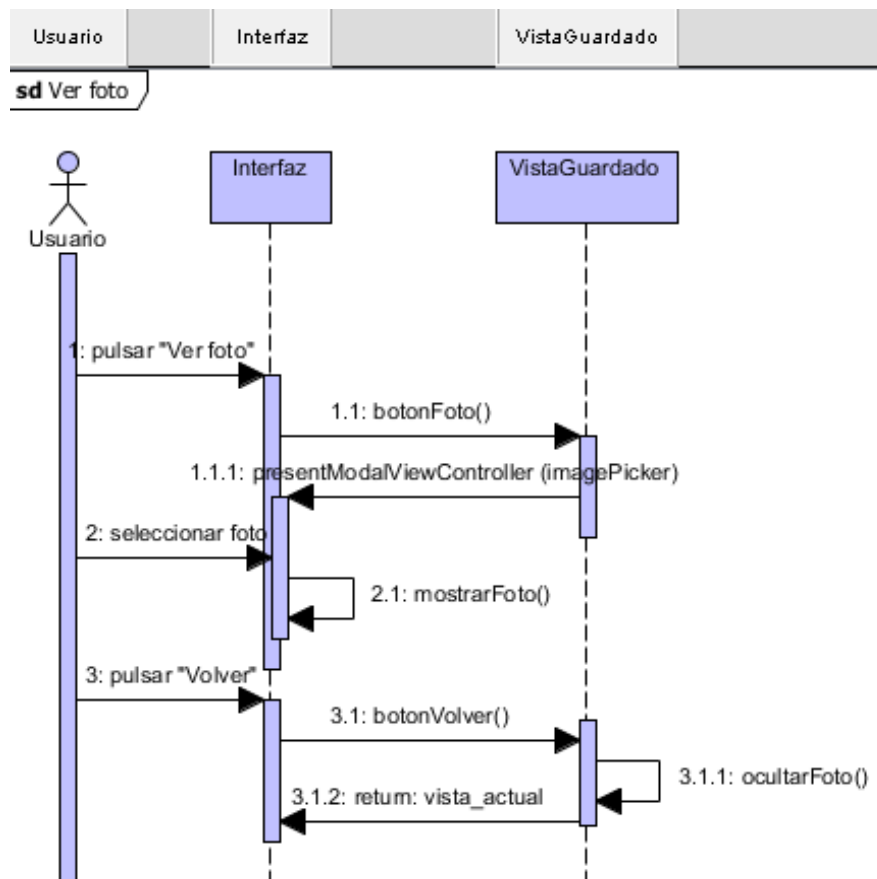 Usuario Interfaz VistaGuardado
sd Ver foto
Interfaz VistaGuardado
Usuario
1: pulsar "Ver foto"
1.1: botonFoto()
1.1.1: presentModalViewController (imagePicker)
2: seleccionar foto
2.1: mostrarFoto()
3: pulsar "Volver"
3.1: botonVolver()
3.1.1: ocultarFoto()
3.1.2: return: vista_actual